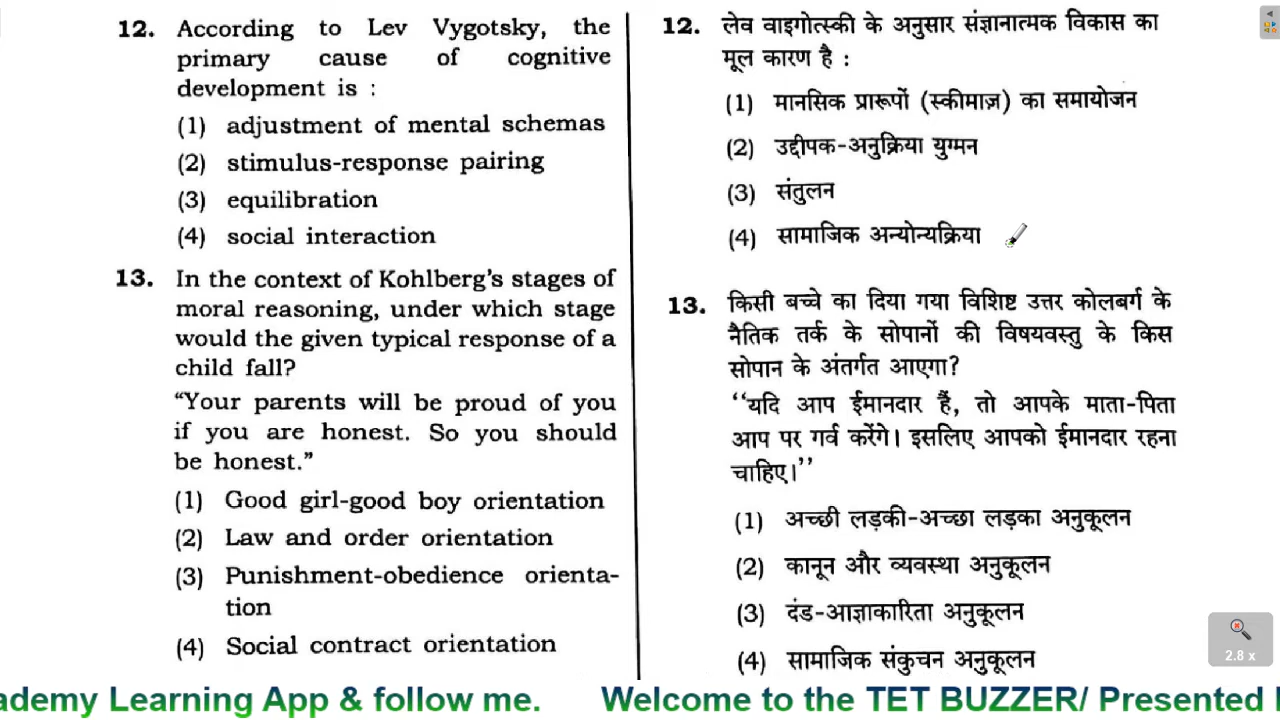 12. According to Lev Vygotsky, the
primary cause of cognitive
development is :
(1) adjustment of mental schemas
(2) stimulus-response pairing
(3) equilibration
(4) social interaction
13. In the context of Kohlberg's stages of
moral reasoning, under which stage
would the given typical response of a
child fall?
“Your parents will be proud of you
if you are honest. So you should
be honest.”
(1) Good girl-good boy orientation
(2) Law and order orientation
(3) Punishment-obedience orienta-
tion
(4) Social contract orientation
12. लेव वाइगोत्स्की के अनुसार संज्ञानात्मक विकास का
मूल कारण है :
(1) मानसिक प्रारूपों (स्कीमाज़) का समायोजन
(2) उद्दीपक-अनुक्रिया युग्मन
(3) संतुलन
(4) सामाजिक अन्योन्यक्रिया
13. किसी बच्चे का दिया गया विशिष्ट उत्तर कोलबर्ग के
नैतिक तर्क के सोपानों की विषयवस्तु के किस
सोपान के अंतर्गत आएगा?
‘‘यदि आप ईमानदार हैं, तो आपके माता-पिता
आप पर गर्व करेंगे। इसलिए आपको ईमानदार रहना
चाहिए।’’
(1) अच्छी लड़की-अच्छा लड़का अनुकूलन
(2) कानून और व्यवस्था अनुकूलन
(3) दंड-आज्ञाकारिता अनुकूलन
(4) सामाजिक संकुचन अनुकूलन
2.8 x
ademy Learning App & follow me. Welcome to the TET BUZZER/ Presented